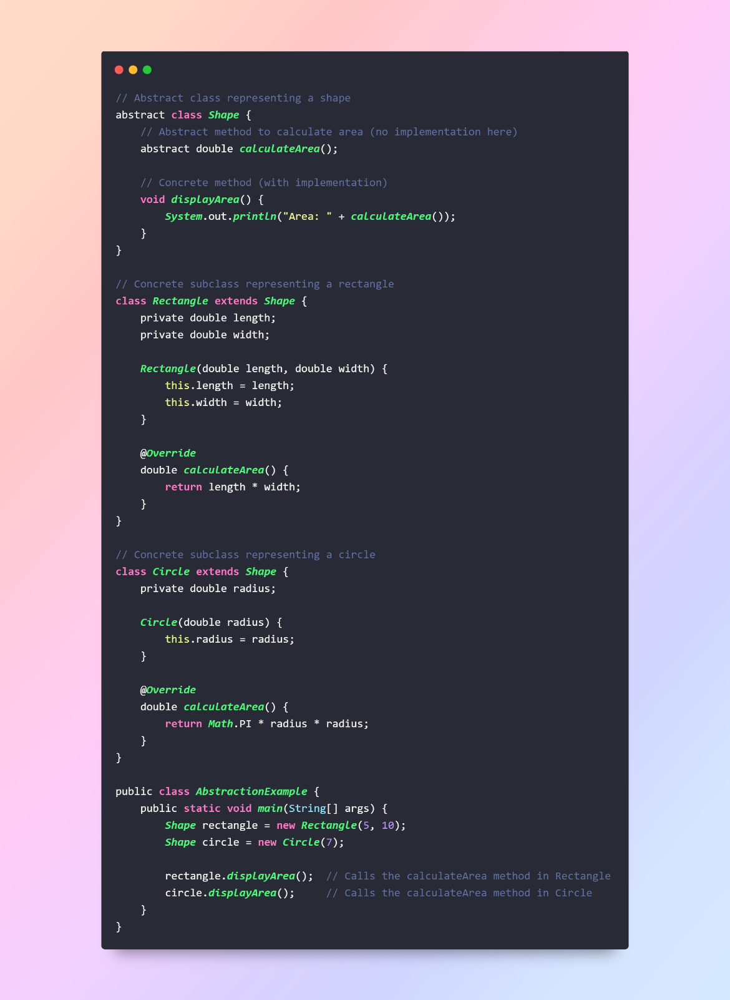 // Abstract class representing a shape
abstract class Shape {
    // Abstract method to calculate area (no implementation here)
    abstract double calculateArea();

    // Concrete method (with implementation)
    void displayArea() {
        System.out.println("Area: " + calculateArea());
    }
}

// Concrete subclass representing a rectangle
class Rectangle extends Shape {
    private double length;
    private double width;

    Rectangle(double length, double width) {
        this.length = length;
        this.width = width;
    }

    @Override
    double calculateArea() {
        return length * width;
    }
}

// Concrete subclass representing a circle
class Circle extends Shape {
    private double radius;

    Circle(double radius) {
        this.radius = radius;
    }

    @Override
    double calculateArea() {
        return Math.PI * radius * radius;
    }
}

public class AbstractionExample {
    public static void main(String[] args) {
        Shape rectangle = new Rectangle(5, 10);
        Shape circle = new Circle(7);

        rectangle.displayArea();  // Calls the calculateArea method in Rectangle
        circle.displayArea();     // Calls the calculateArea method in Circle
    }
}